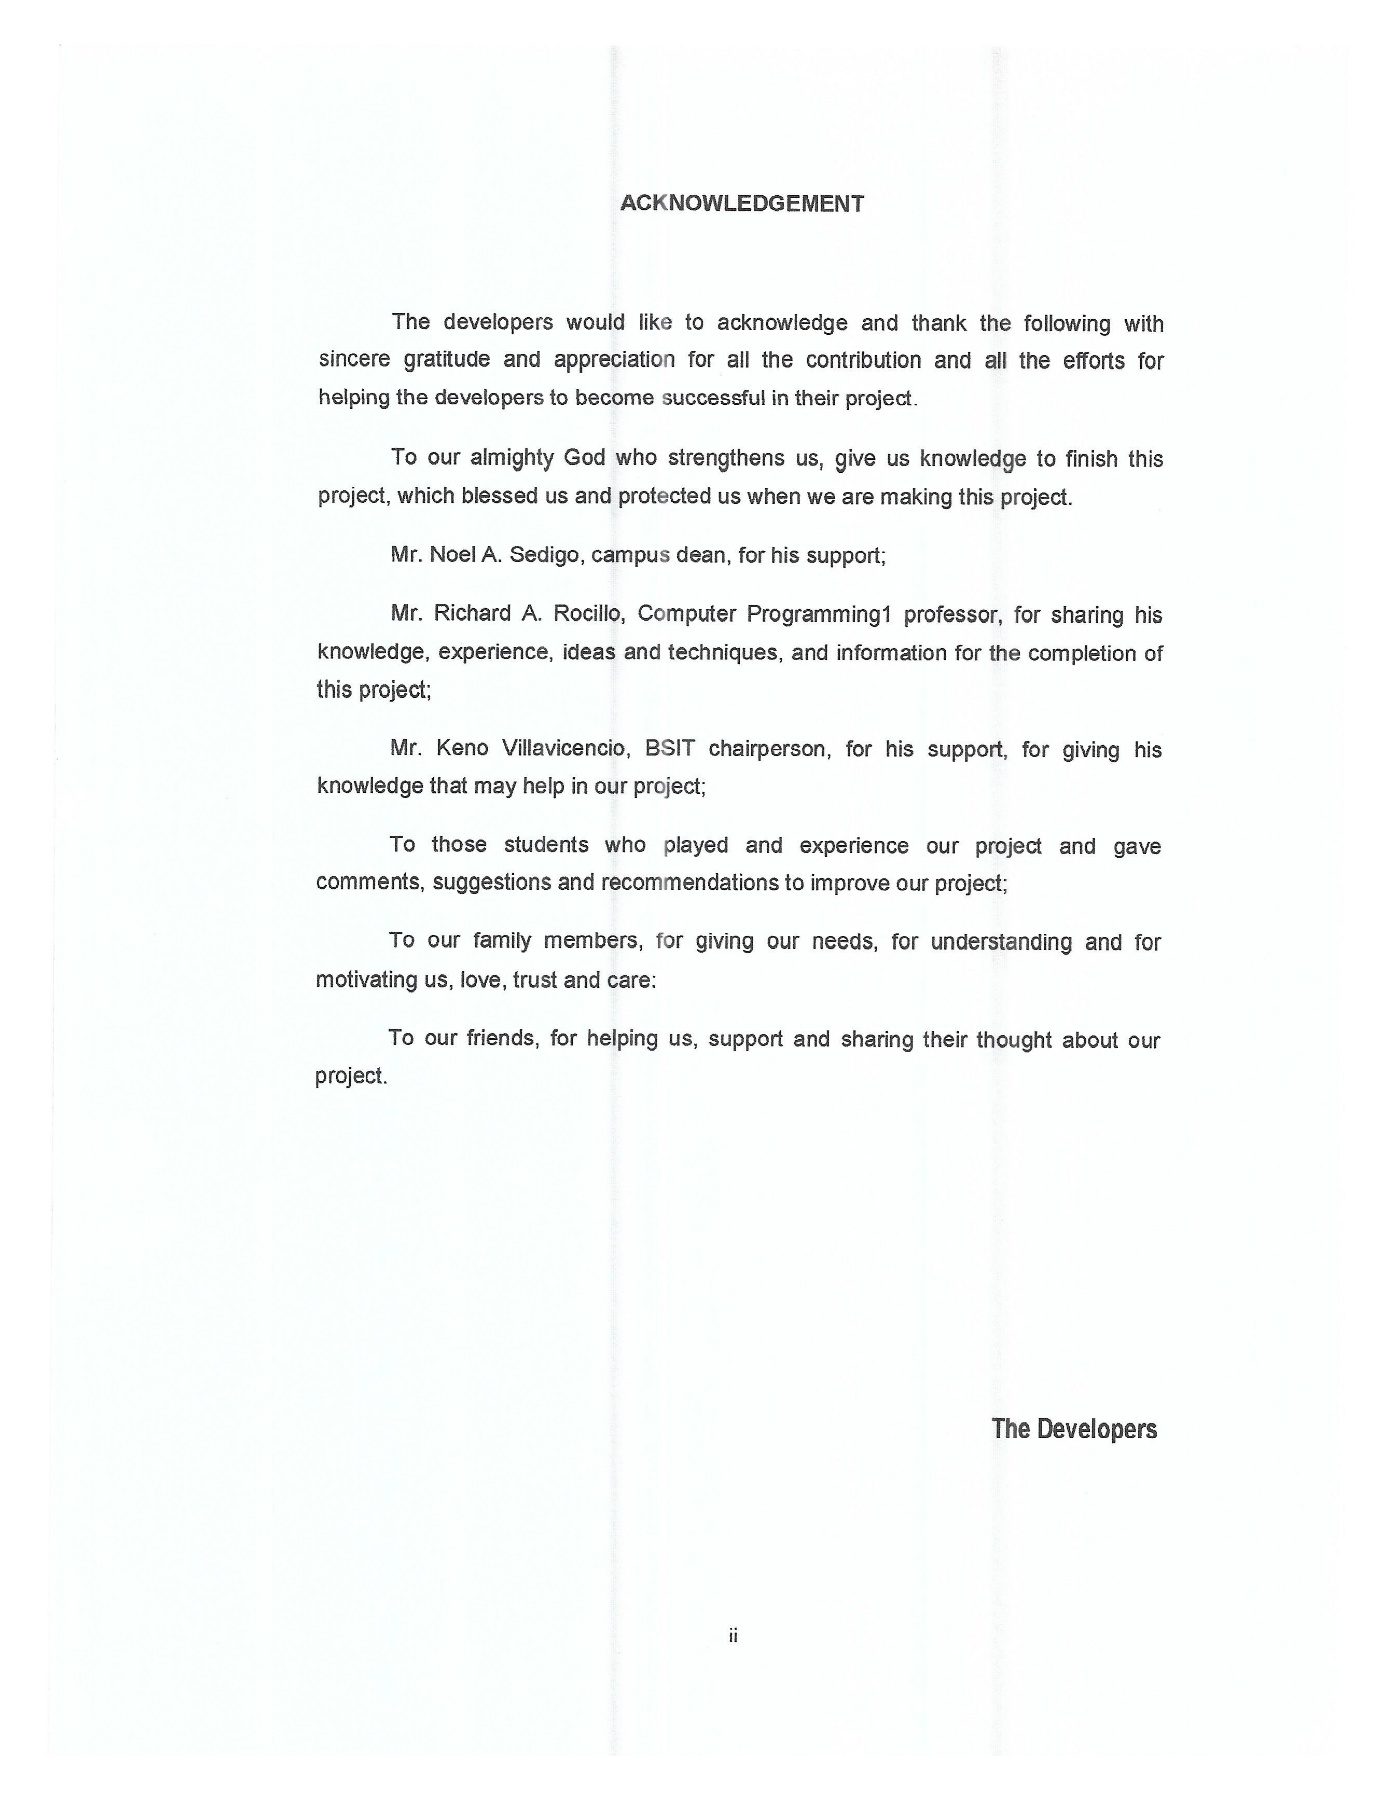 ACKNOWLEDGEMENT
The developers would like to acknowledge and thank the following with
sincere gratitude and appreciation for all the contribution and all the efforts for
helping the developers to become successful in their project.
To our almighty God who strengthens us, give us knowledge to finish this
project, which blessed us and protected us when we are making this project.
Mr. Noel A. Sedigo, campus dean, for his support;
Mr. Richard A. Rocillo, Computer Programming1 professor, for sharing his
knowledge, experience, ideas and techniques, and information for the completion of
this project;
Mr. Keno Villavicencio, BSIT chairperson, for his support, for giving his
knowledge that may help in our project;
To those students who played and experience our project and gave
comments, suggestions and recommendations to improve our project;
To our family members, for giving our needs, for understanding and for
motivating us, love, trust and care:
To our friends, for helping us, support and sharing their thought about our
project.
The Developers
ii